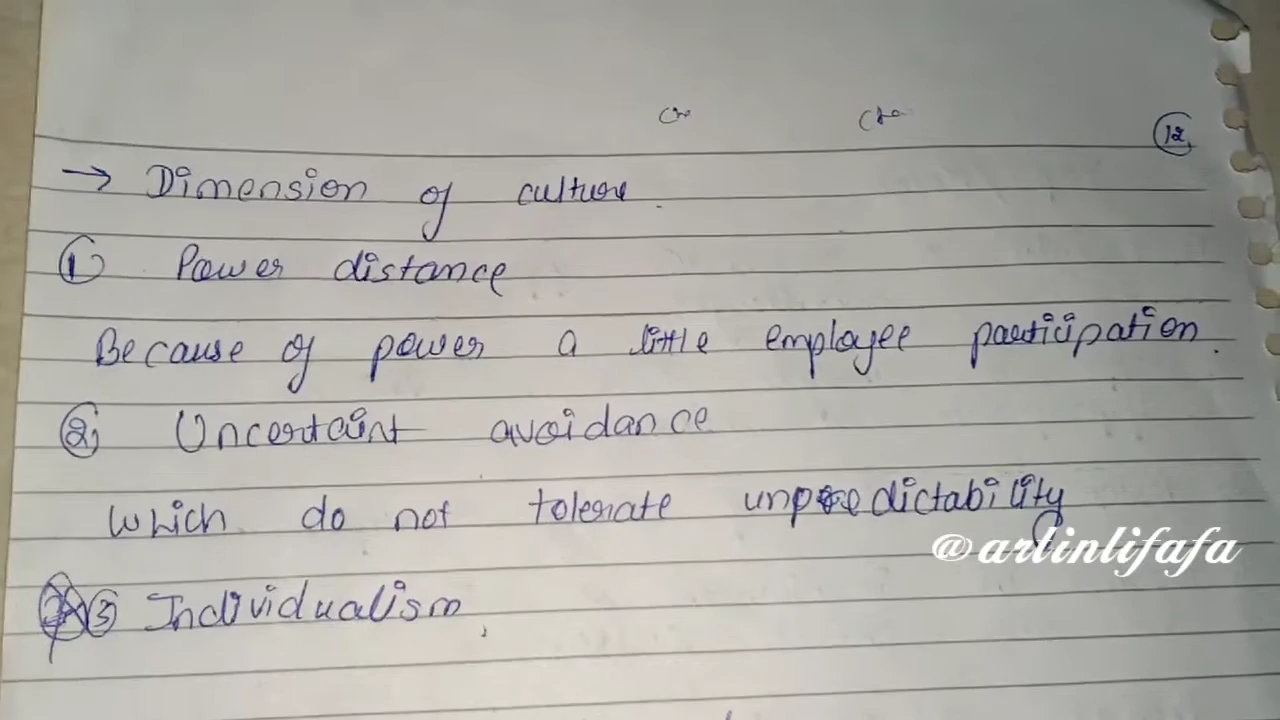 12.
→ Dimension of culture.
① Power distance
Because of power a little employee participation.
② Uncertaint avoidance
which do not tolerate unpredictability
@arlinlifafa
③ Individualism,